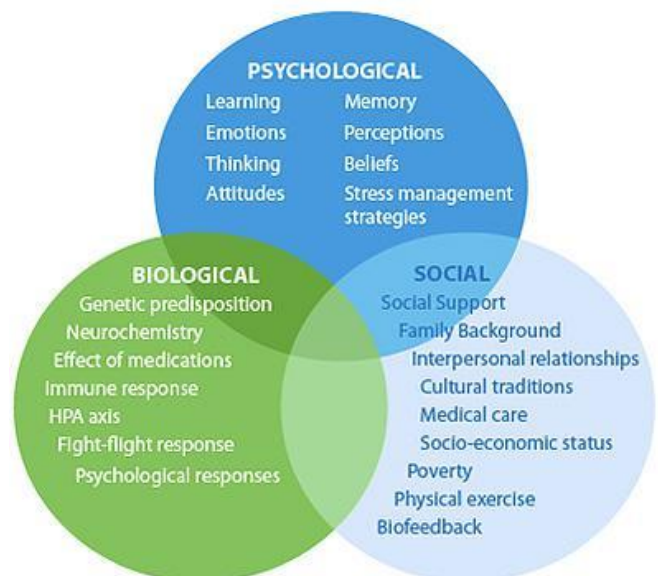 PSYCHOLOGICAL
Learning Memory
Emotions Perceptions
Thinking Beliefs
Attitudes Stress management
strategies
BIOLOGICAL
Genetic predisposition
Neurochemistry
Effect of medications
Immune response
HPA axis
Fight-flight response
Psychological responses
SOCIAL
Social Support
Family Background
Interpersonal relationships
Cultural traditions
Medical care
Socio-economic status
Poverty
Physical exercise
Biofeedback